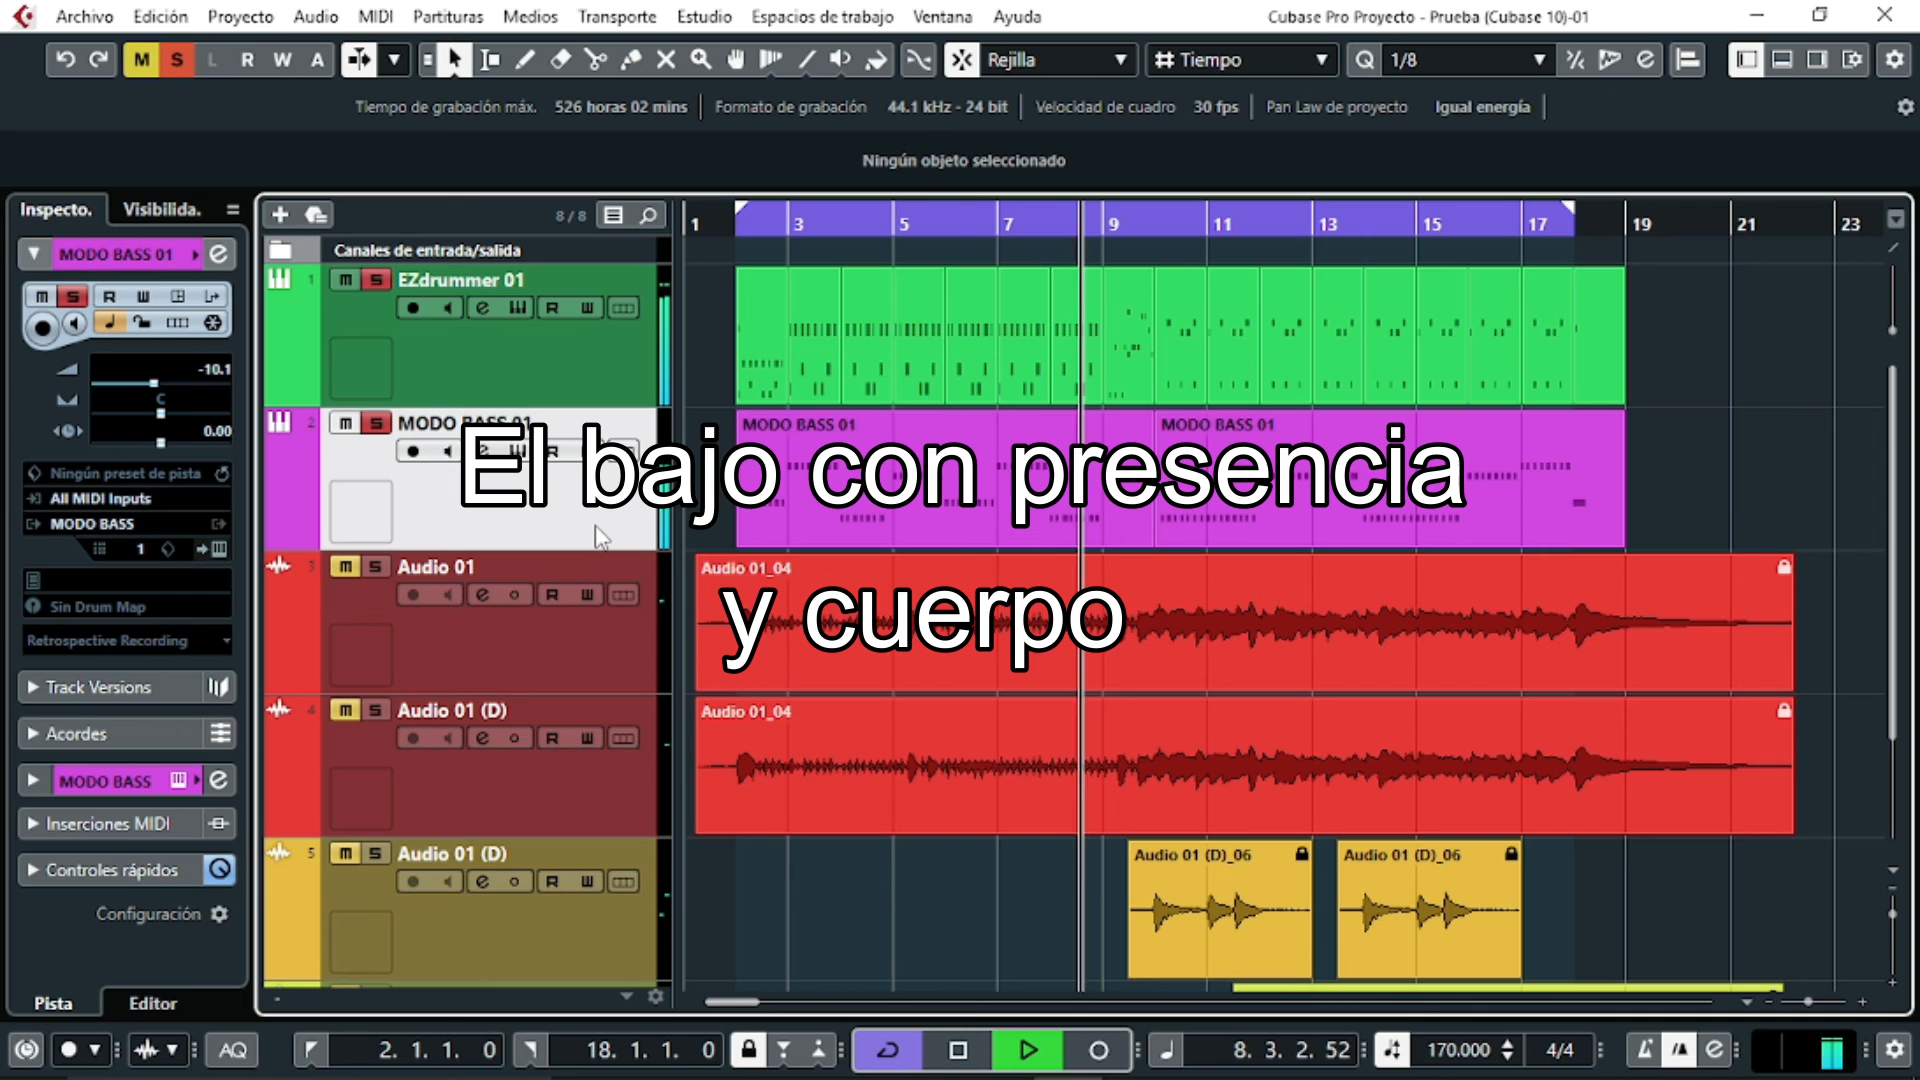 Archivo Edición Proyecto Audio MIDI Partituras Medios Transporte Estudio Espacios de trabajo Ventana Ayuda Cubase Pro Proyecto - Prueba (Cubase 10)-01
M S L R W A Rejilla Tiempo Q 1/8
Tiempo de grabación máx. 526 horas 02 mins Formato de grabación 44.1 kHz - 24 bit Velocidad de cuadro 30 fps Pan Law de proyecto Igual energía
Ningún objeto seleccionado
Inspecto. Visibilida. 8 / 8 1 3 5 7 9 11 13 15 17 19 21 23
MODO BASS 01 e
Canales de entrada/salida
1 m S EZdrummer 01
m S R W
-10.1
C
0.00
2 m S MODO BASS 01
MODO BASS 01 MODO BASS 01
El bajo con presencia
y cuerpo
Ningún preset de pista
All MIDI Inputs
MODO BASS
1
Sin Drum Map
Retrospective Recording
Track Versions
Acordes
MODO BASS e
Inserciones MIDI
Controles rápidos
Configuración
Pista Editor
3 m S Audio 01
Audio 01_04
4 m S Audio 01 (D)
Audio 01_04
5 m S Audio 01 (D)
Audio 01 (D)_06 Audio 01 (D)_06
AQ 2. 1. 1. 0 18. 1. 1. 0 8. 3. 2. 52 170.000 4/4